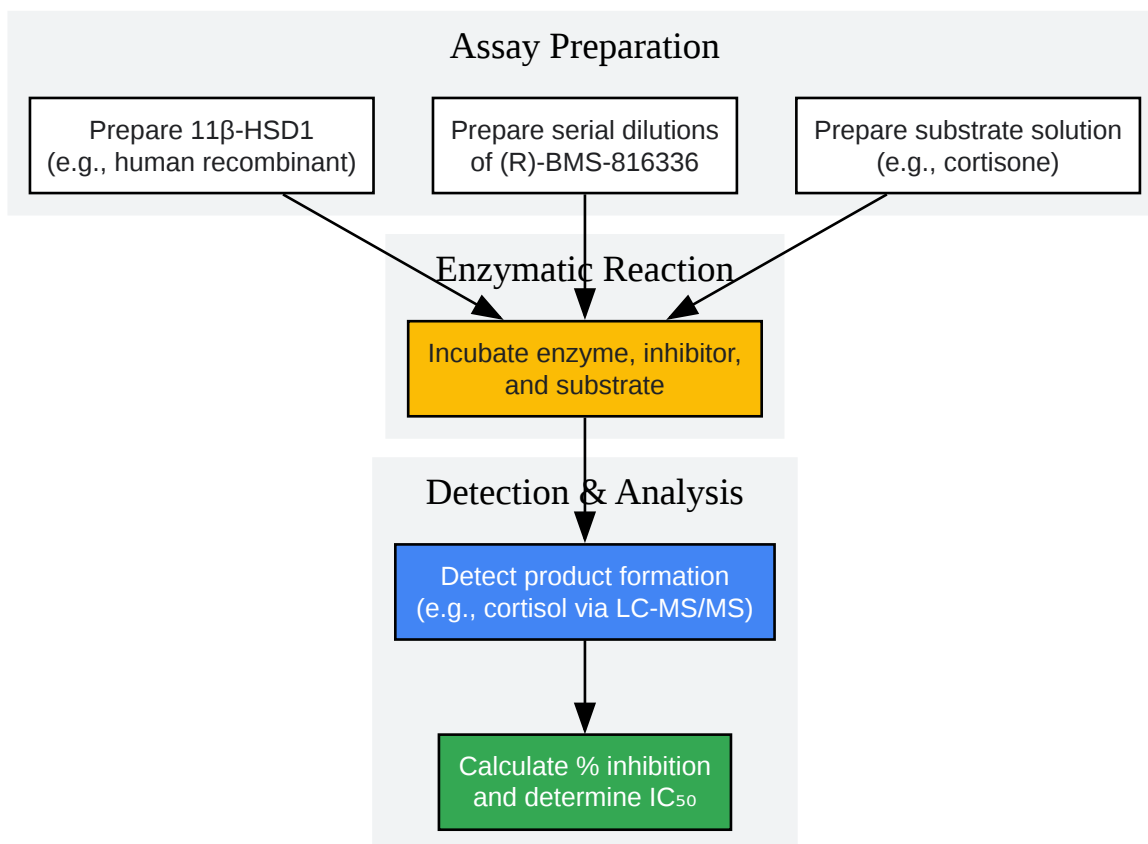 Assay Preparation
Prepare 11β-HSD1
(e.g., human recombinant)
Prepare serial dilutions
of (R)-BMS-816336
Prepare substrate solution
(e.g., cortisone)
Enzymatic Reaction
Incubate enzyme, inhibitor,
and substrate
Detection & Analysis
Detect product formation
(e.g., cortisol via LC-MS/MS)
Calculate % inhibition
and determine IC₅₀